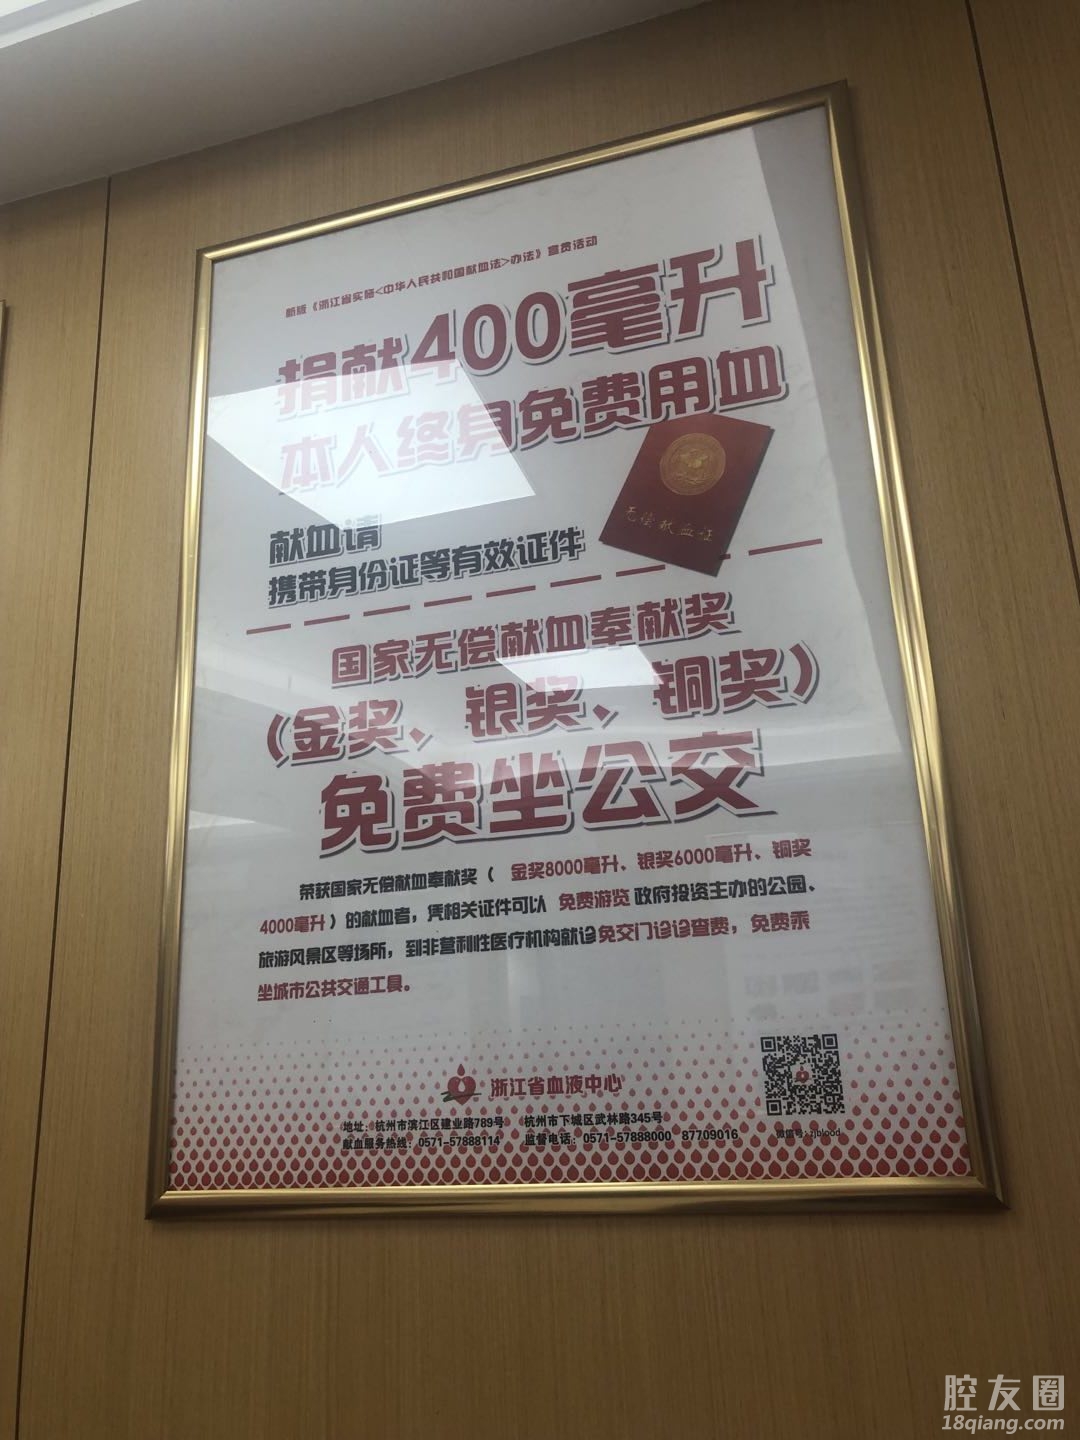 新版《浙江省实施<中华人民共和国献血法>办法》宣贯活动
捐献400毫升
本人终身免费用血
无偿献血证
献血请
携带身份证等有效证件
国家无偿献血奉献奖
(金奖、银奖、铜奖)
免费坐公交
荣获国家无偿献血奉献奖（ 金奖8000毫升、银奖6000毫升、铜奖
4000毫升）的献血者，凭相关证件可以 免费游览 政府投资主办的公园、
旅游风景区等场所，到非营利性医疗机构就诊免交门诊诊查费，免费乘
坐城市公共交通工具。
浙江省血液中心
地址：杭州市滨江区建业路789号 杭州市下城区武林路345号
献血服务热线：0571-57888114 监督电话：0571-57888000 87709016
微信号：zjblood
腔友圈
18qiang.com